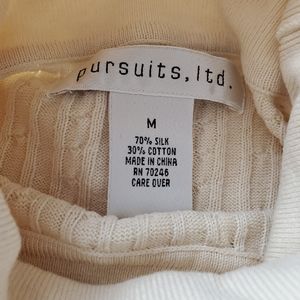 pursuits, ltd.
M
70% SILK
30% COTTON
MADE IN CHINA
RN 70246
CARE OVER